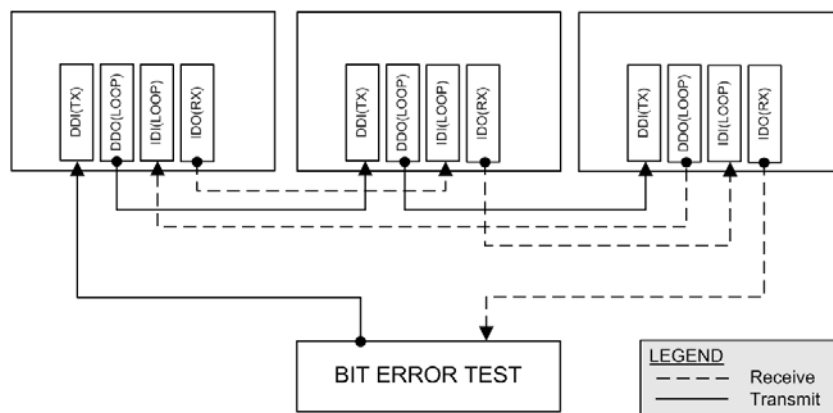 DDI(TX)
DDO(LOOP)
IDI(LOOP)
IDO(RX)
DDI(TX)
DDO(LOOP)
IDI(LOOP)
IDO(RX)
DDI(TX)
DDO(LOOP)
IDI(LOOP)
IDO(RX)
BIT ERROR TEST
LEGEND
Receive
Transmit